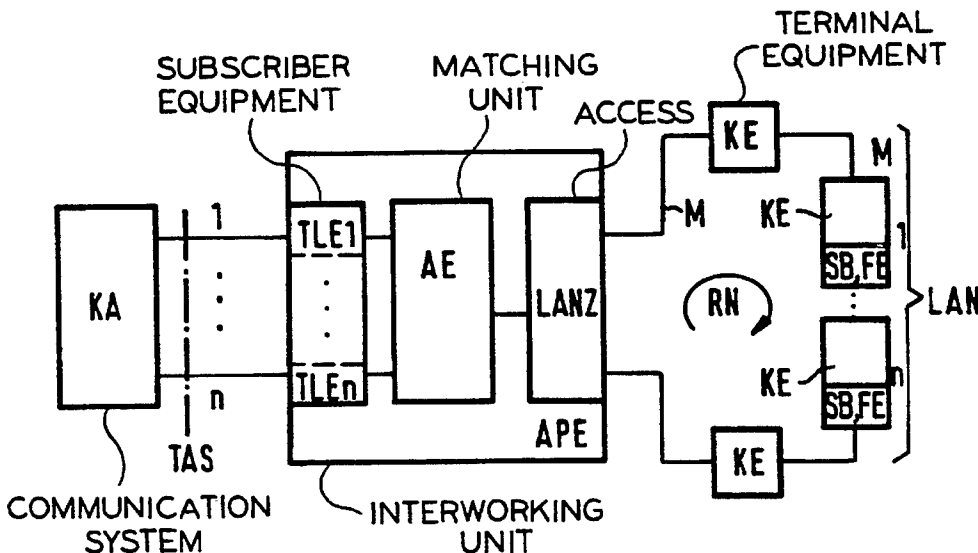 TERMINAL
EQUIPMENT
SUBSCRIBER
EQUIPMENT
MATCHING
UNIT
ACCESS
KE
M
M
KE
1
SB,FE
KA
1
TLE1
AE
LANZ
RN
LAN
KE
n
SB,FE
n
TLEn
APE
KE
TAS
COMMUNICATION
SYSTEM
INTERWORKING
UNIT